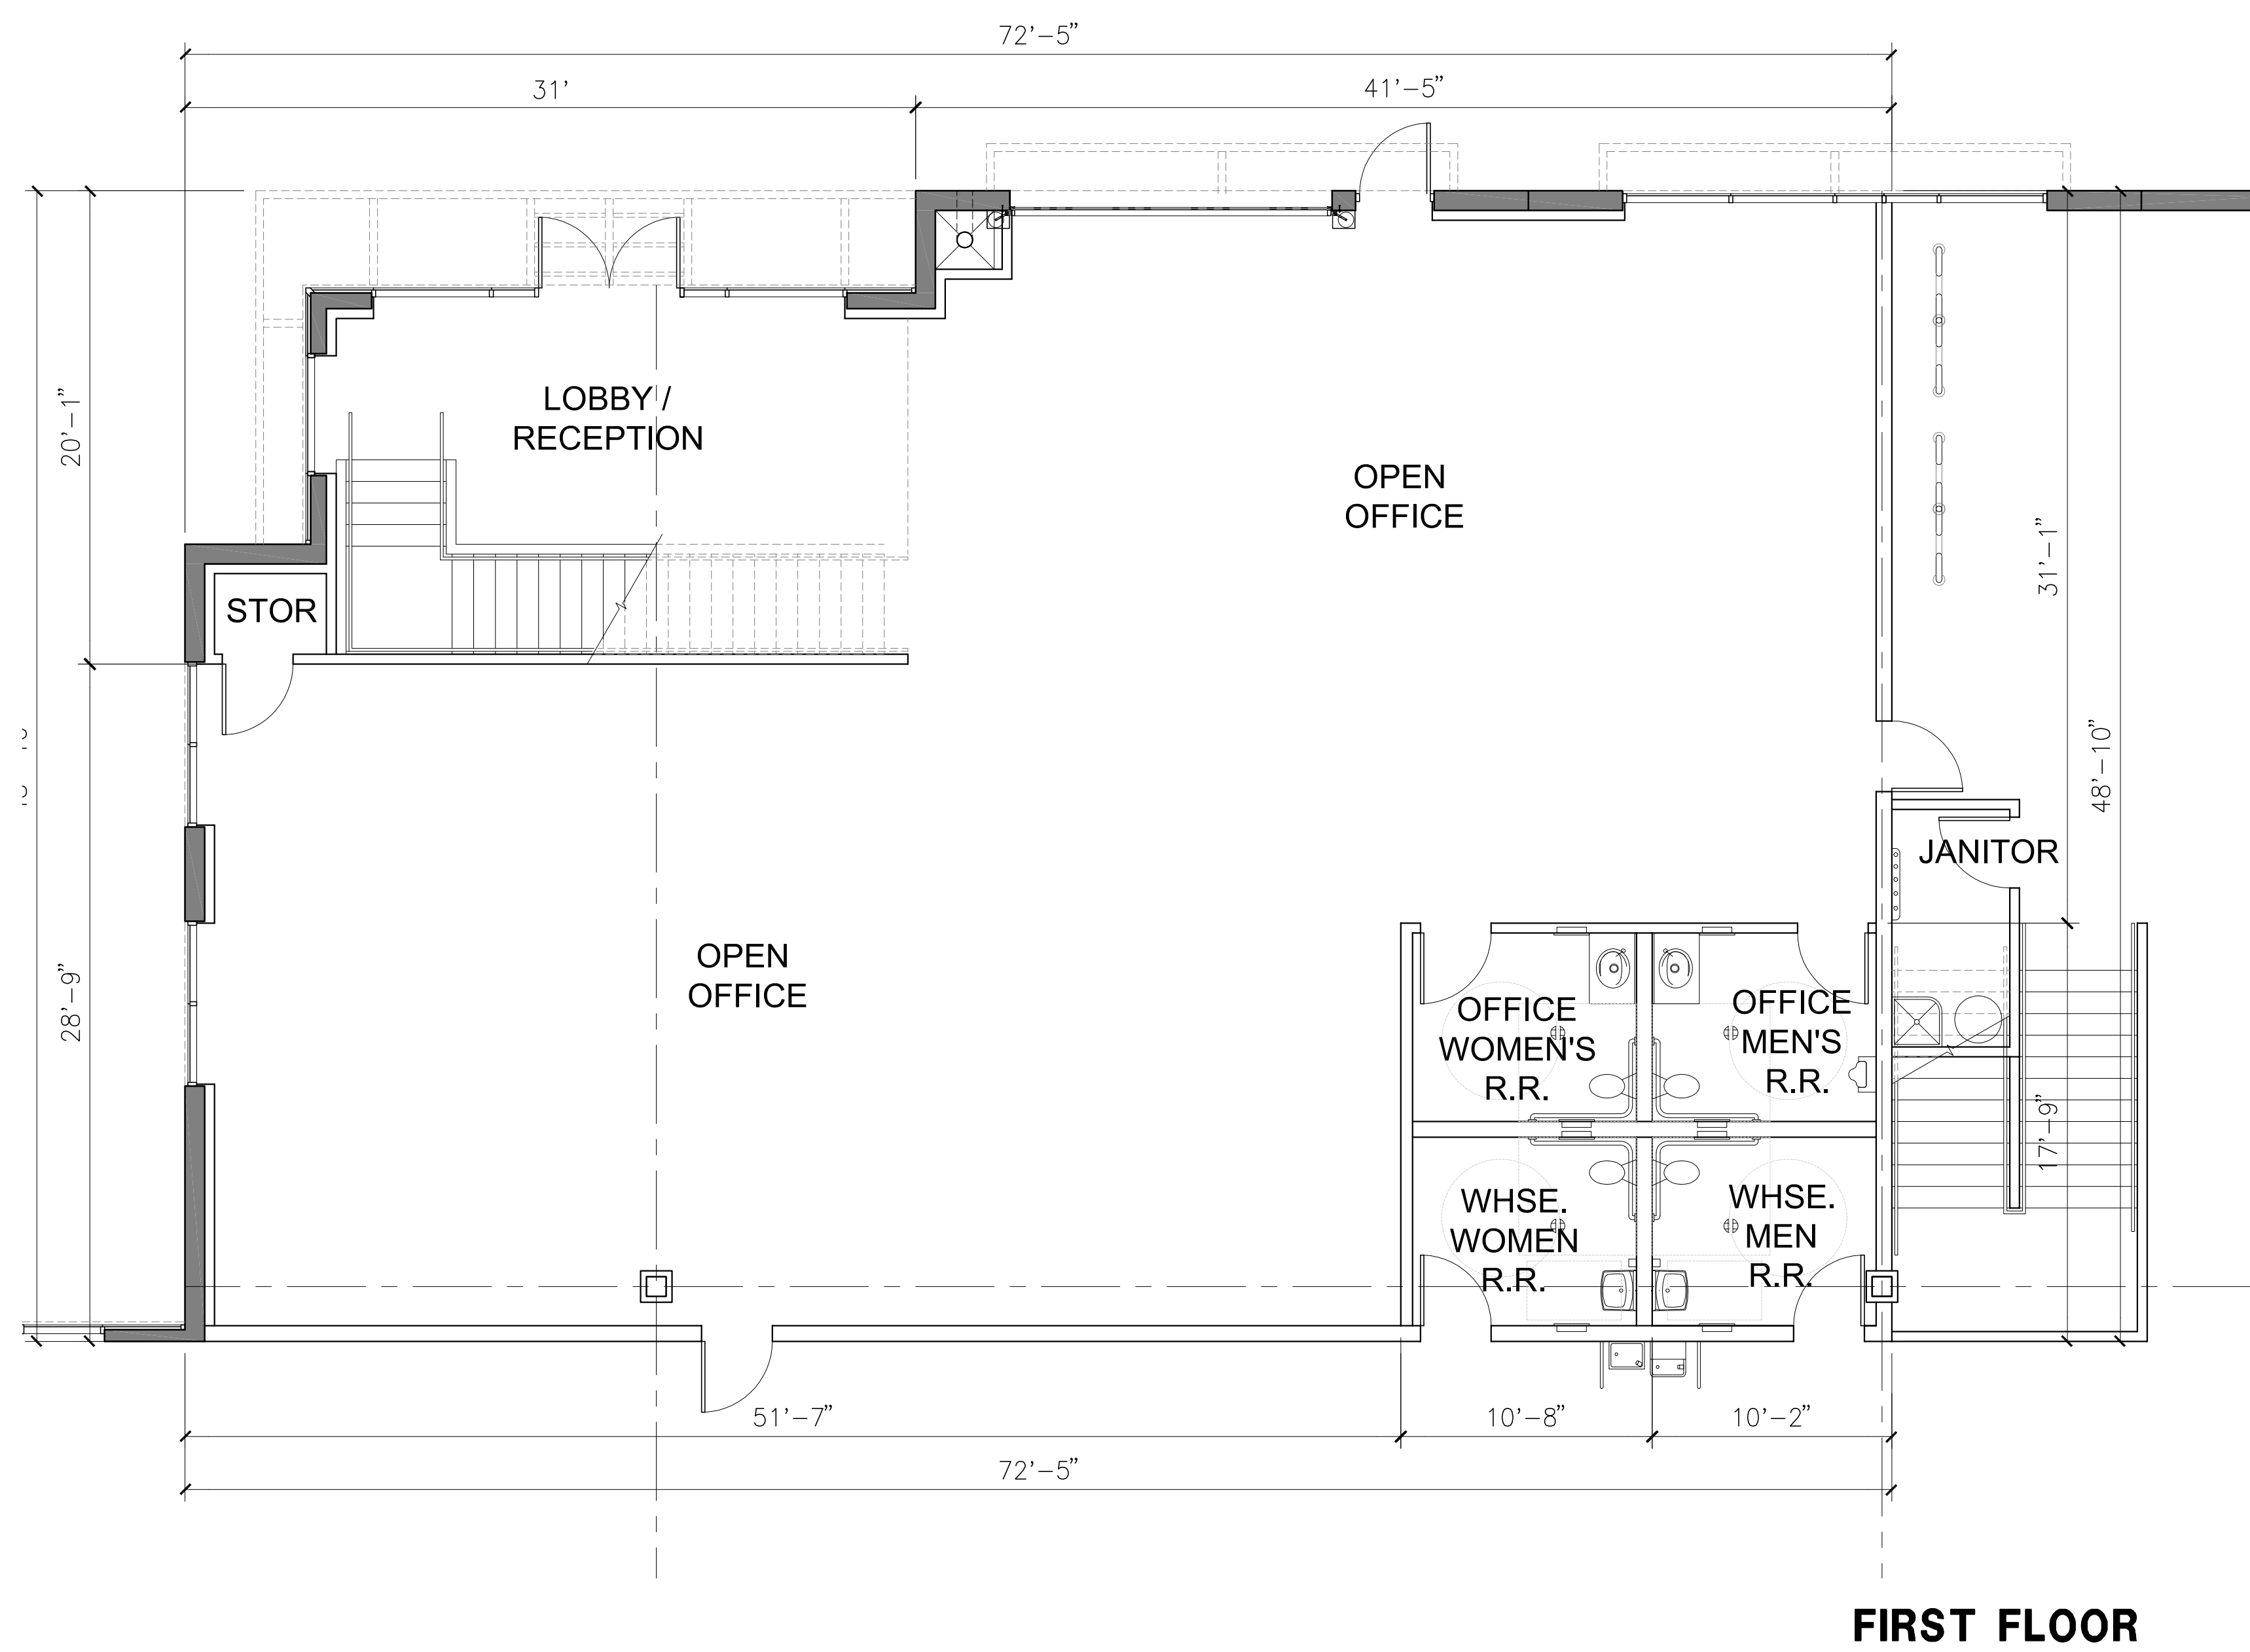 72'-5"
31'
41'-5"
20'-1"
LOBBY /
RECEPTION
OPEN
OFFICE
31'-1"
STOR
48'-10"
JANITOR
28'-9"
OPEN
OFFICE
OFFICE
WOMEN'S
R.R.
OFFICE
MEN'S
R.R.
17'-9"
WHSE.
WOMEN
R.R.
WHSE.
MEN
R.R.
51'-7"
10'-8"
10'-2"
72'-5"
FIRST FLOOR